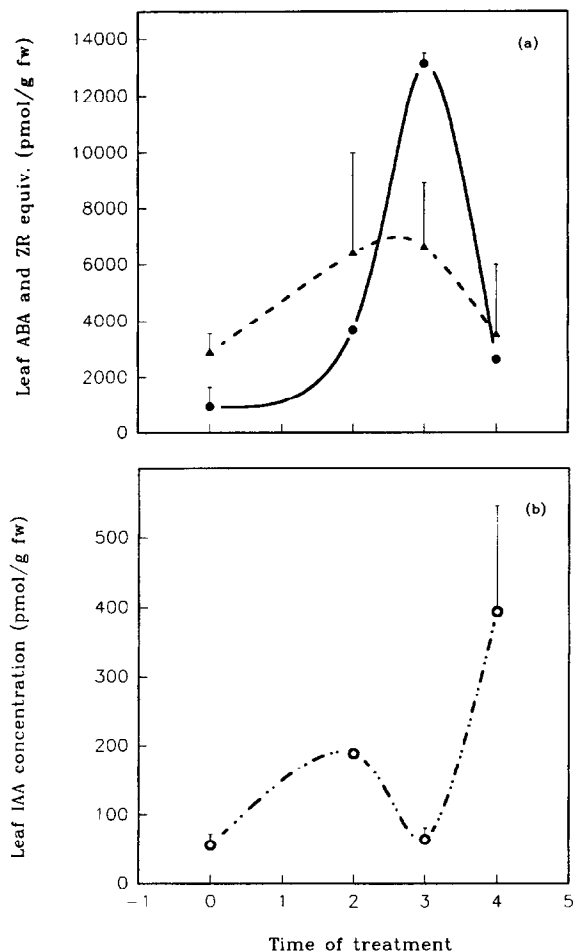 (a)
Leaf ABA and ZR equiv. (pmol/g fw)
14000
12000
10000
8000
6000
4000
2000
0
(b)
Leaf IAA concentration (pmol/g fw)
500
400
300
200
100
0
−1 0 1 2 3 4 5
Time of treatment